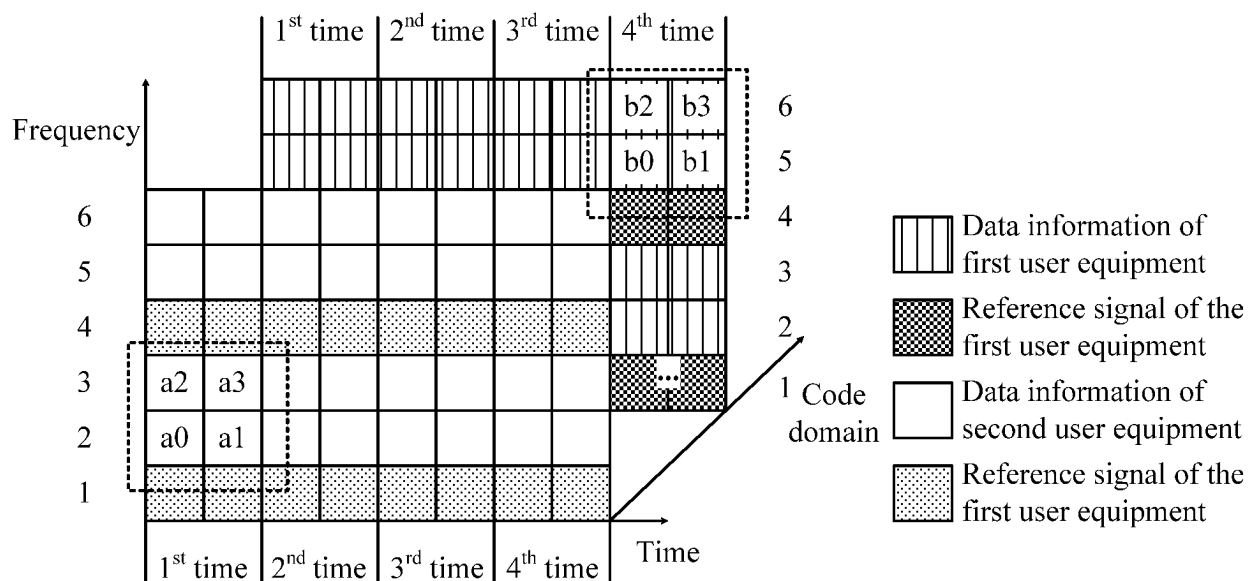 1st time 2nd time 3rd time 4th time
Frequency
b2 b3
b0 b1
6
5
4
3
2
1
6
5
4
3
2
1
a2 a3
a0 a1
...
Code
domain
Time
1st time 2nd time 3rd time 4th time
Data information of
first user equipment
Reference signal of the
first user equipment
Data information of
second user equipment
Reference signal of the
first user equipment